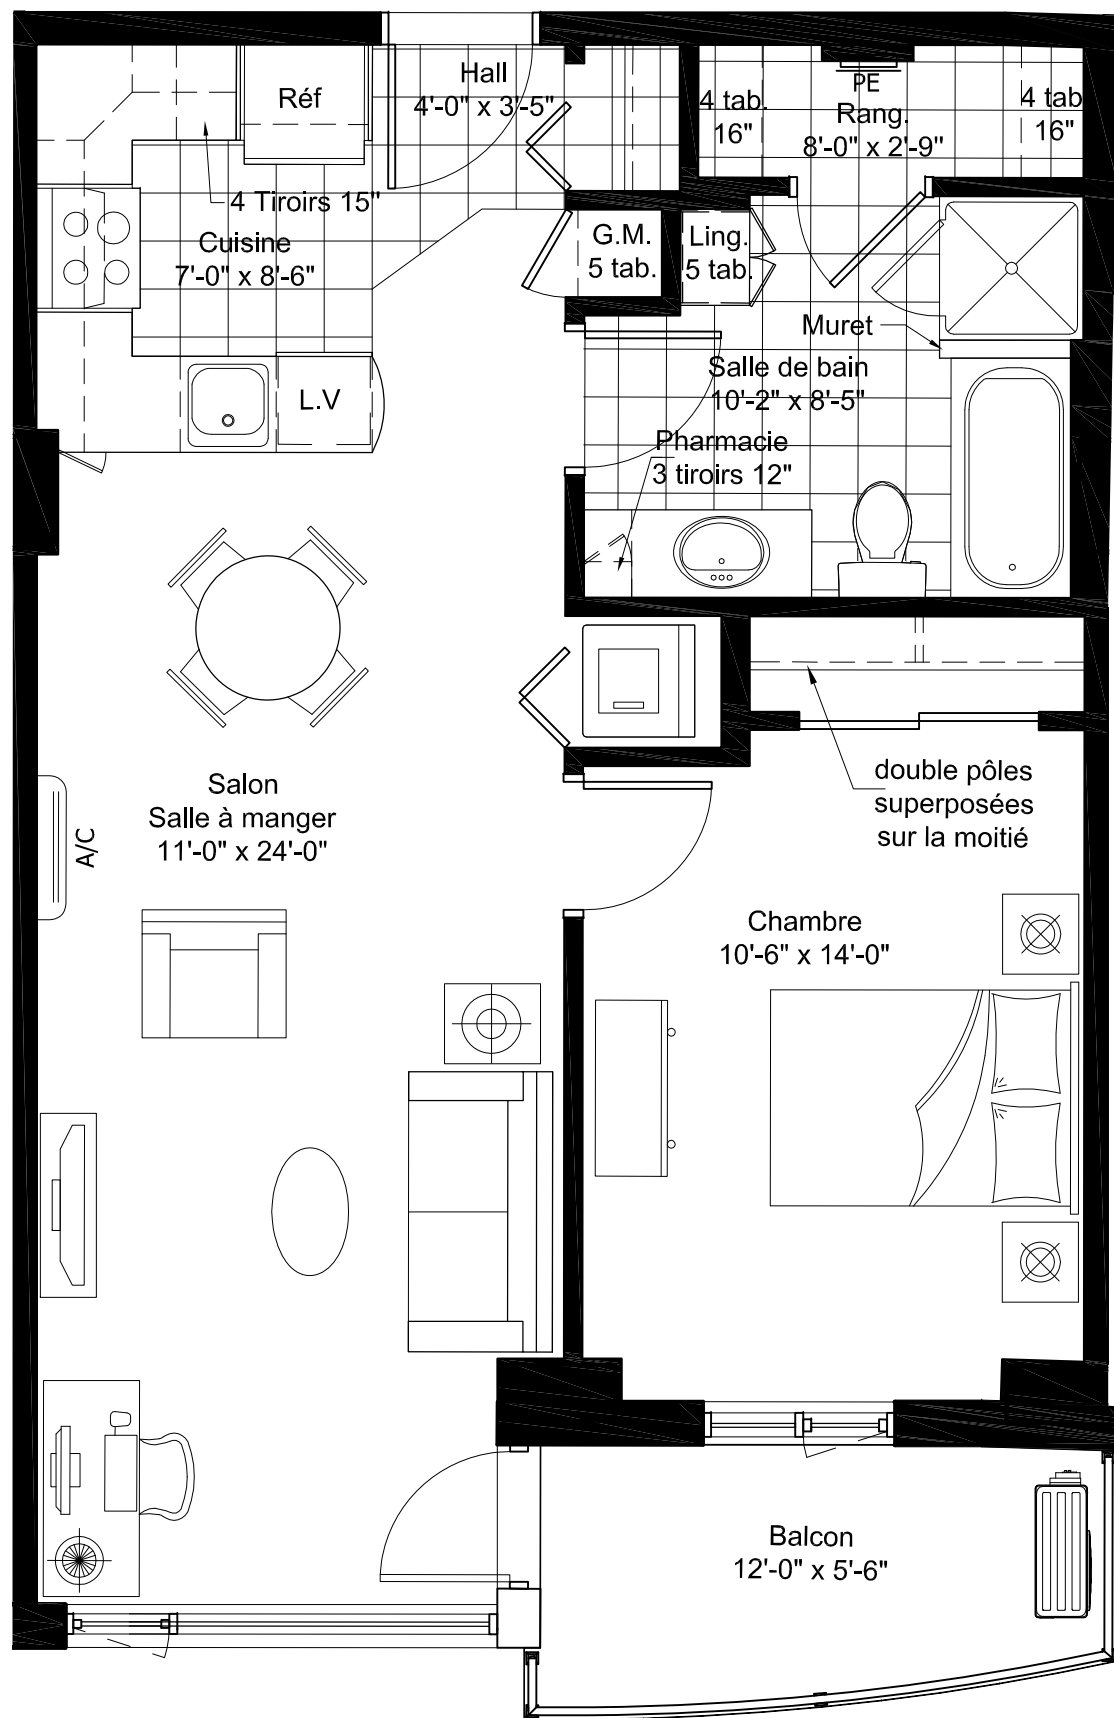 Hall
4'-0" x 3'-5"
Réf
PE
4 tab.
16"
Rang.
8'-0" x 2'-9"
4 tab
16"
4 Tiroirs 15"
Cuisine
7'-0" x 8'-6"
G.M.
5 tab.
Ling.
5 tab.
Muret
Salle de bain
10'-2" x 8'-5"
L.V
Pharmacie
3 tiroirs 12"
Salon
Salle à manger
11'-0" x 24'-0"
A/C
double pôles
superposées
sur la moitié
Chambre
10'-6" x 14'-0"
Balcon
12'-0" x 5'-6"